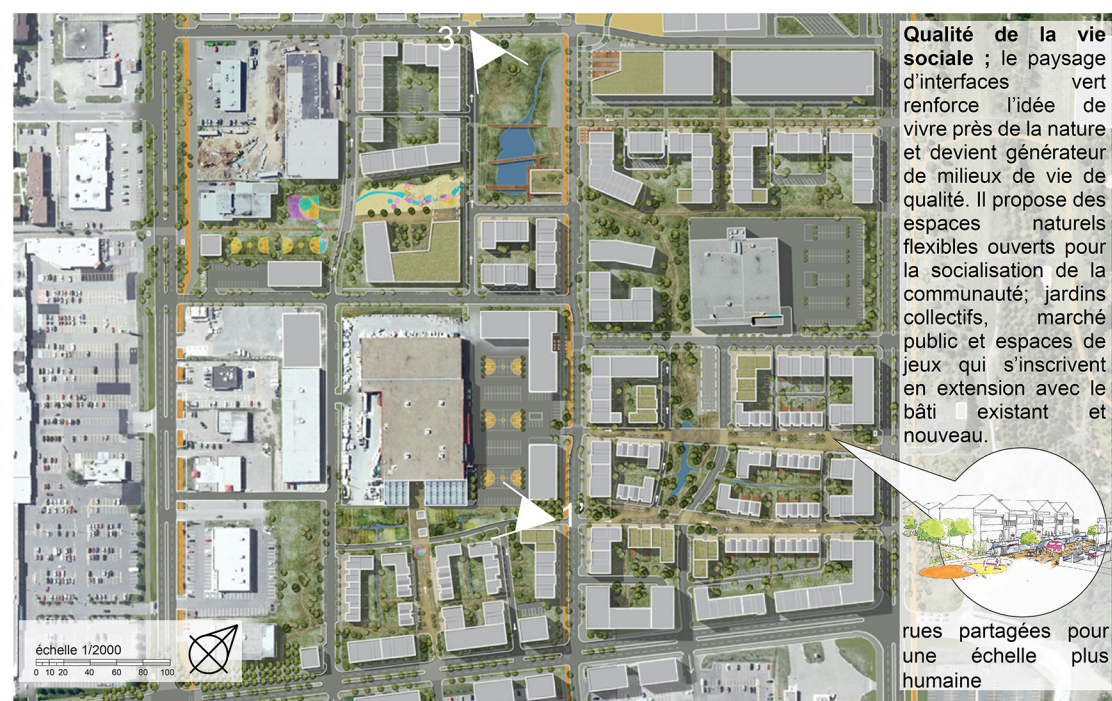 3
Qualité de la vie
sociale ; le paysage
d'interfaces vert
renforce l'idée de
vivre près de la nature
et devient générateur
de milieux de vie de
qualité. Il propose des
espaces naturels
flexibles ouverts pour
la socialisation de la
communauté; jardins
collectifs, marché
public et espaces de
jeux qui s'inscrivent
en extension avec le
bâti existant et
nouveau.
1
rues partagées pour
une échelle plus
humaine
échelle 1/2000
0 10 20 40 60 80 100